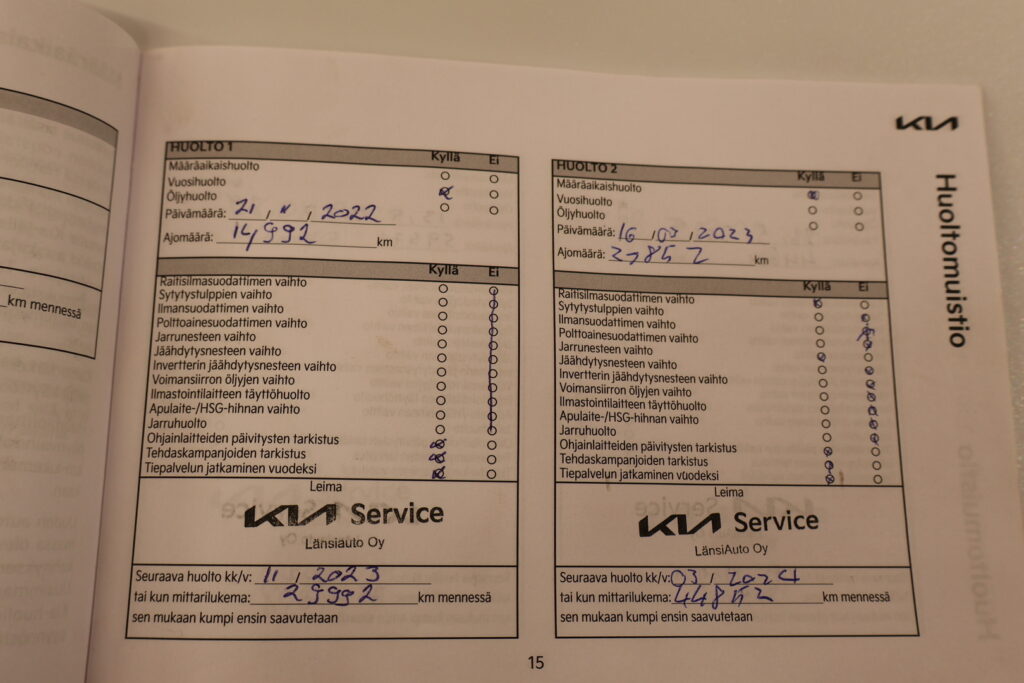 KIA
Huoltomuistio
HUOLTO 1
Kyllä Ei
Määräaikaishuolto
Vuosihuolto
Öljyhuolto
Päivämäärä: 21 , 11 , 2022
Ajomäärä: 14992 km
Kyllä Ei
Raitisilmasuodattimen vaihto
Sytytystulppien vaihto
Ilmansuodattimen vaihto
Polttoainesuodattimen vaihto
Jarrunesteen vaihto
Jäähdytysnesteen vaihto
Invertterin jäähdytysnesteen vaihto
Voimansiirron öljyjen vaihto
Ilmastointilaitteen täyttöhuolto
Apulaite-/HSG-hihnan vaihto
Jarruhuolto
Ohjainlaitteiden päivitysten tarkistus
Tehdaskampanjoiden tarkistus
Tiepalvelun jatkaminen vuodeksi
Leima
KIA Service
Länsiauto Oy
Seuraava huolto kk/v: 11 , 2023
tai kun mittarilukema: 29992 km mennessä
sen mukaan kumpi ensin saavutetaan
HUOLTO 2
Kyllä Ei
Määräaikaishuolto
Vuosihuolto
Öljyhuolto
Päivämäärä: 16 , 03 , 2023
Ajomäärä: 29852 km
Kyllä Ei
Raitisilmasuodattimen vaihto
Sytytystulppien vaihto
Ilmansuodattimen vaihto
Polttoainesuodattimen vaihto
Jarrunesteen vaihto
Jäähdytysnesteen vaihto
Invertterin jäähdytysnesteen vaihto
Voimansiirron öljyjen vaihto
Ilmastointilaitteen täyttöhuolto
Apulaite-/HSG-hihnan vaihto
Jarruhuolto
Ohjainlaitteiden päivitysten tarkistus
Tehdaskampanjoiden tarkistus
Tiepalvelun jatkaminen vuodeksi
Leima
KIA Service
LänsiAuto Oy
Seuraava huolto kk/v: 03 , 2024
tai kun mittarilukema: 44852 km mennessä
sen mukaan kumpi ensin saavutetaan
km mennessä
15